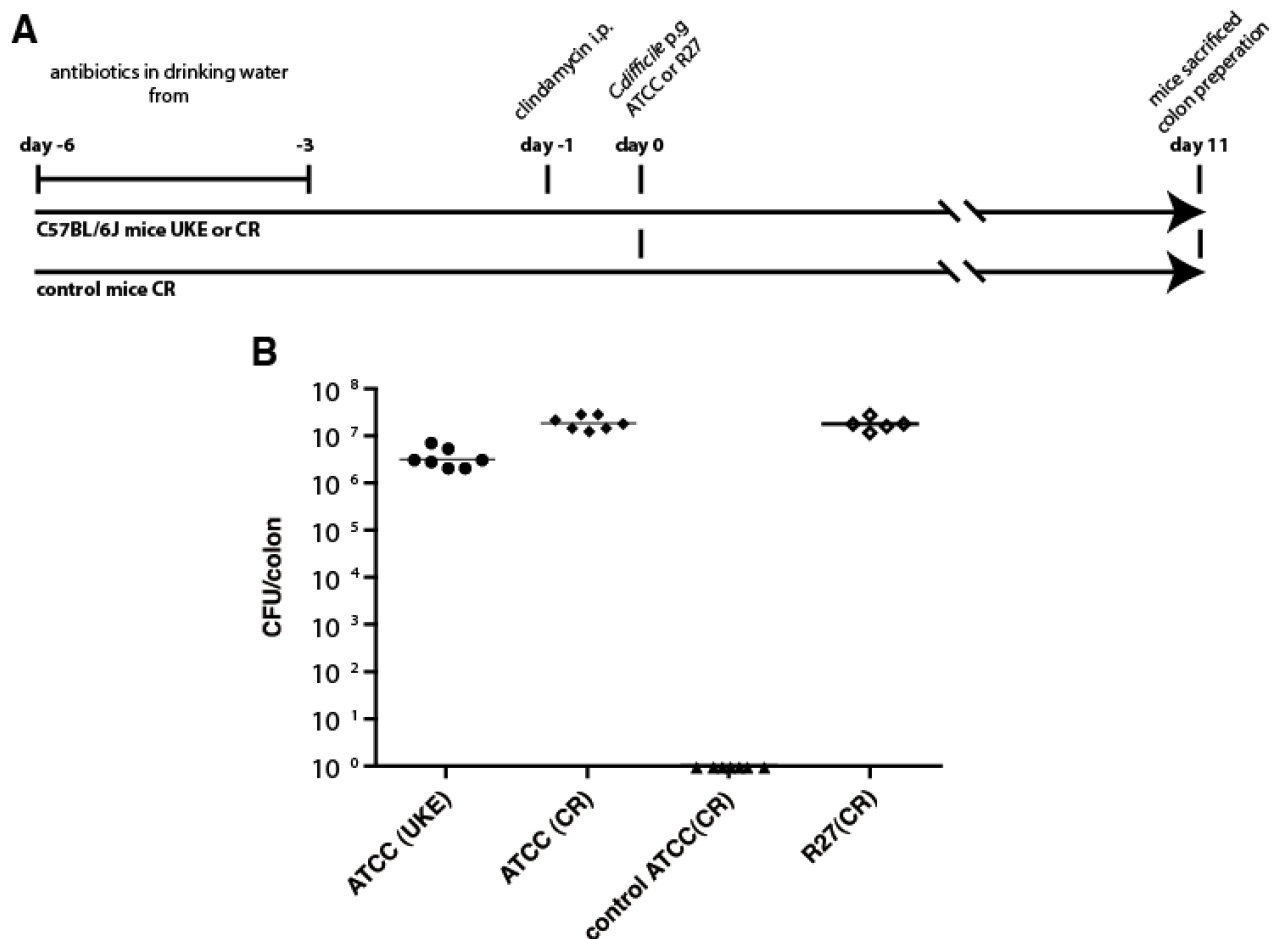 A
antibiotics in drinking water
from
clindamycin i.p.
C.difficile p.g
ATCC or R27
mice sacrificed
colon preperation
day -6
-3
day -1
day 0
day 11
C57BL/6J mice UKE or CR
control mice CR
B
CFU/colon
10 8
10 7
10 6
10 5
10 4
10 3
10 2
10 1
10 0
ATCC (UKE)
ATCC (CR)
control ATCC(CR)
R27(CR)